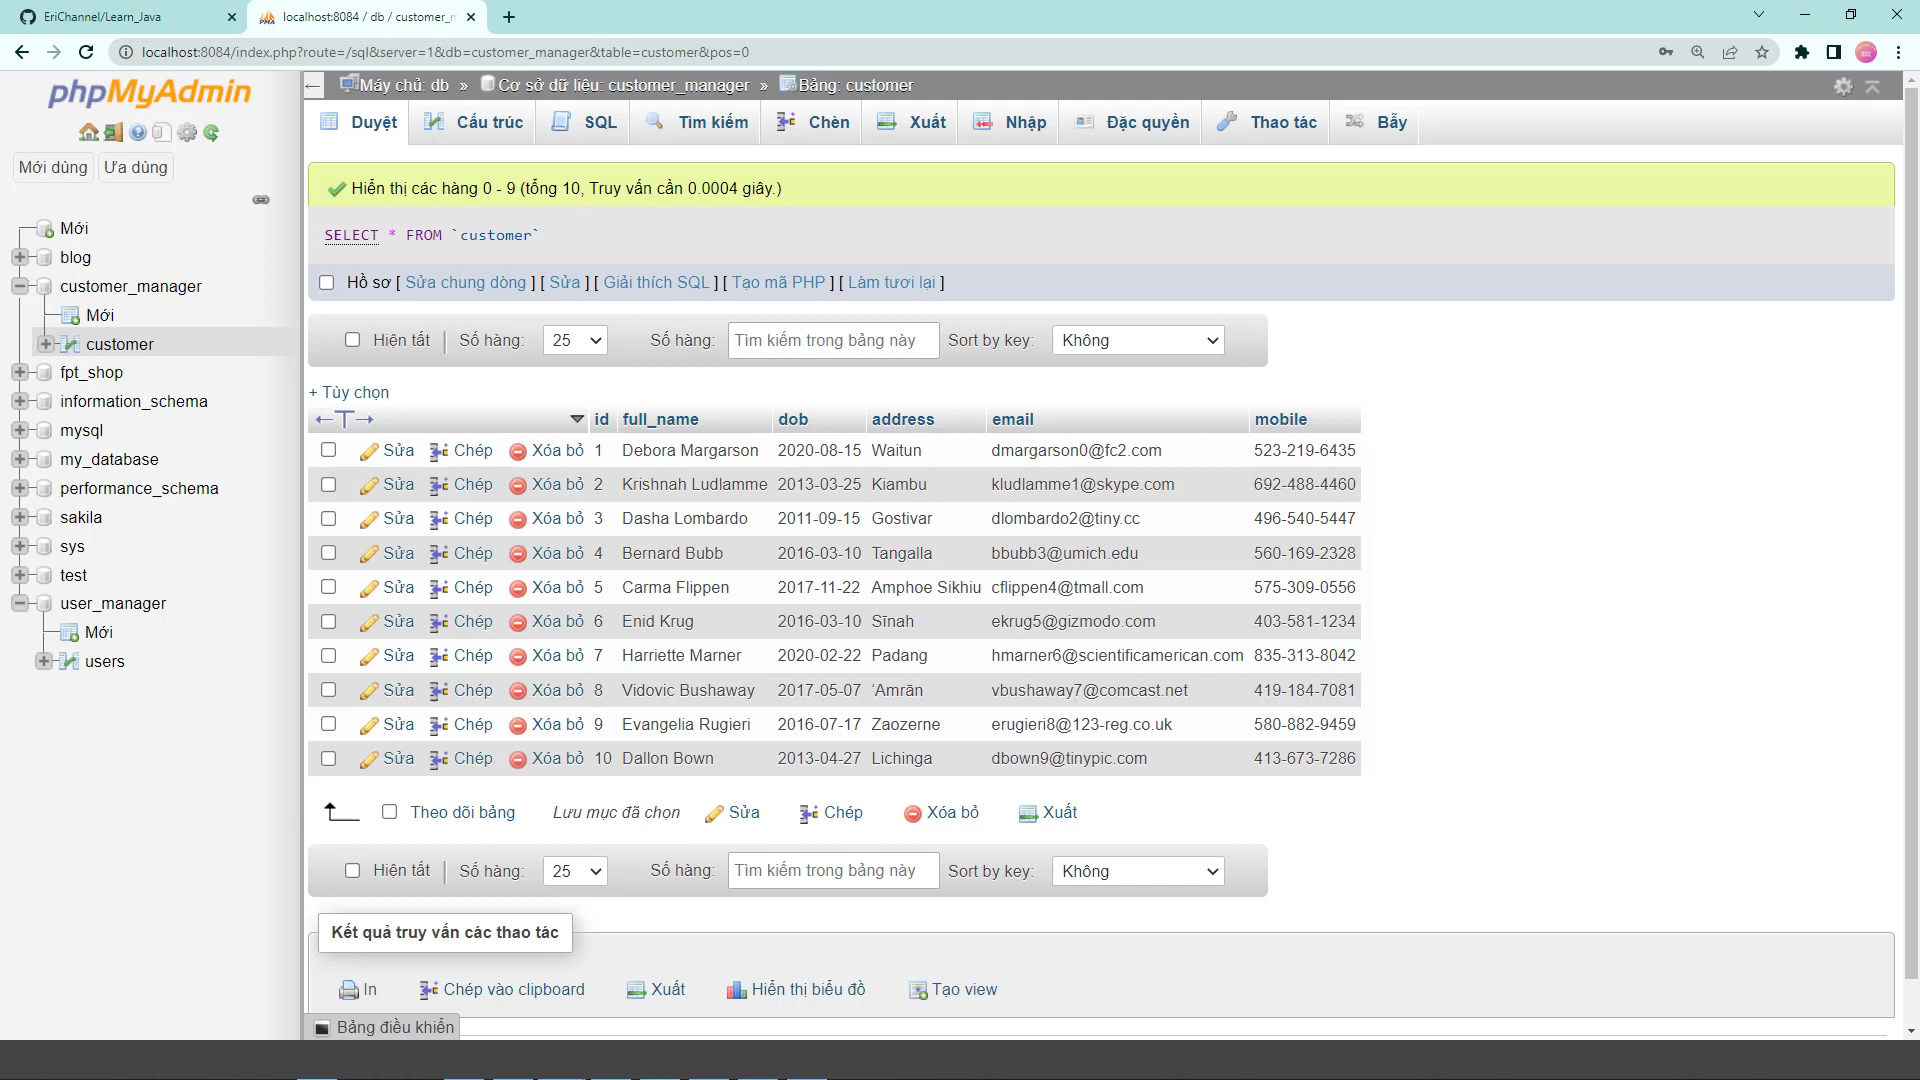 EriChannel/Learn_Java
localhost:8084 / db / customer_m
localhost:8084/index.php?route=/sql&server=1&db=customer_manager&table=customer&pos=0
phpMyAdmin
Mới dùng Ưa dùng
Mới
blog
customer_manager
Mới
customer
fpt_shop
information_schema
mysql
my_database
performance_schema
sakila
sys
test
user_manager
Mới
users
Máy chủ: db » Cơ sở dữ liệu: customer_manager » Bảng: customer
Duyệt Cấu trúc SQL Tìm kiếm Chèn Xuất Nhập Đặc quyền Thao tác Bẫy
Hiển thị các hàng 0 - 9 (tổng 10, Truy vấn cần 0.0004 giây.)
SELECT * FROM `customer`
Hồ sơ [ Sửa chung dòng ] [ Sửa ] [ Giải thích SQL ] [ Tạo mã PHP ] [ Làm tươi lại ]
Hiện tất | Số hàng: 25 Số hàng: Tìm kiếm trong bảng này Sort by key: Không
+ Tùy chọn
←T→ id full_name dob address email mobile
Sửa Chép Xóa bỏ 1 Debora Margarson 2020-08-15 Waitun dmargarson0@fc2.com 523-219-6435
Sửa Chép Xóa bỏ 2 Krishnah Ludlamme 2013-03-25 Kiambu kludlamme1@skype.com 692-488-4460
Sửa Chép Xóa bỏ 3 Dasha Lombardo 2011-09-15 Gostivar dlombardo2@tiny.cc 496-540-5447
Sửa Chép Xóa bỏ 4 Bernard Bubb 2016-03-10 Tangalla bbubb3@umich.edu 560-169-2328
Sửa Chép Xóa bỏ 5 Carma Flippen 2017-11-22 Amphoe Sikhiu cflippen4@tmall.com 575-309-0556
Sửa Chép Xóa bỏ 6 Enid Krug 2016-03-10 Sīnah ekrug5@gizmodo.com 403-581-1234
Sửa Chép Xóa bỏ 7 Harriette Marner 2020-02-22 Padang hmarner6@scientificamerican.com 835-313-8042
Sửa Chép Xóa bỏ 8 Vidovic Bushaway 2017-05-07 ‘Amrān vbushaway7@comcast.net 419-184-7081
Sửa Chép Xóa bỏ 9 Evangelia Rugieri 2016-07-17 Zaozerne erugieri8@123-reg.co.uk 580-882-9459
Sửa Chép Xóa bỏ 10 Dallon Bown 2013-04-27 Lichinga dbown9@tinypic.com 413-673-7286
Theo dõi bảng Lưu mục đã chọn Sửa Chép Xóa bỏ Xuất
Hiện tất | Số hàng: 25 Số hàng: Tìm kiếm trong bảng này Sort by key: Không
Kết quả truy vấn các thao tác
In Chép vào clipboard Xuất Hiển thị biểu đồ Tạo view
Bảng điều khiển